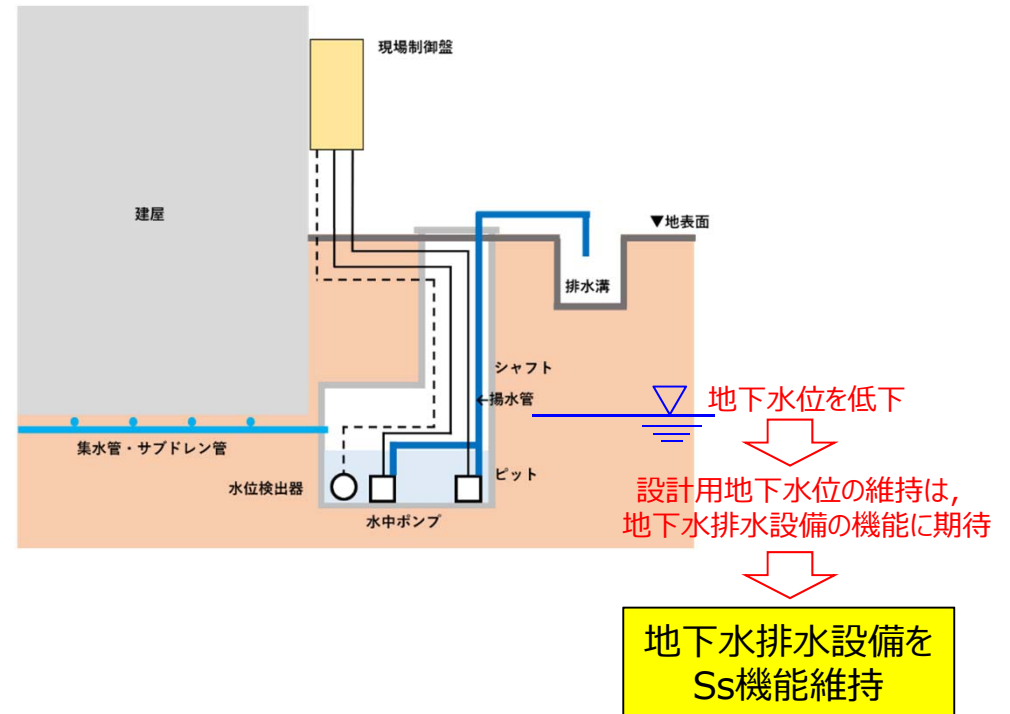 現場制御盤
建屋
▼地表面
排水溝
シャフト
←揚水管
地下水位を低下
集水管・サブドレン管
水位検出器
ピット
水中ポンプ
設計用地下水位の維持は,
地下水排水設備の機能に期待
地下水排水設備を
Ss機能維持